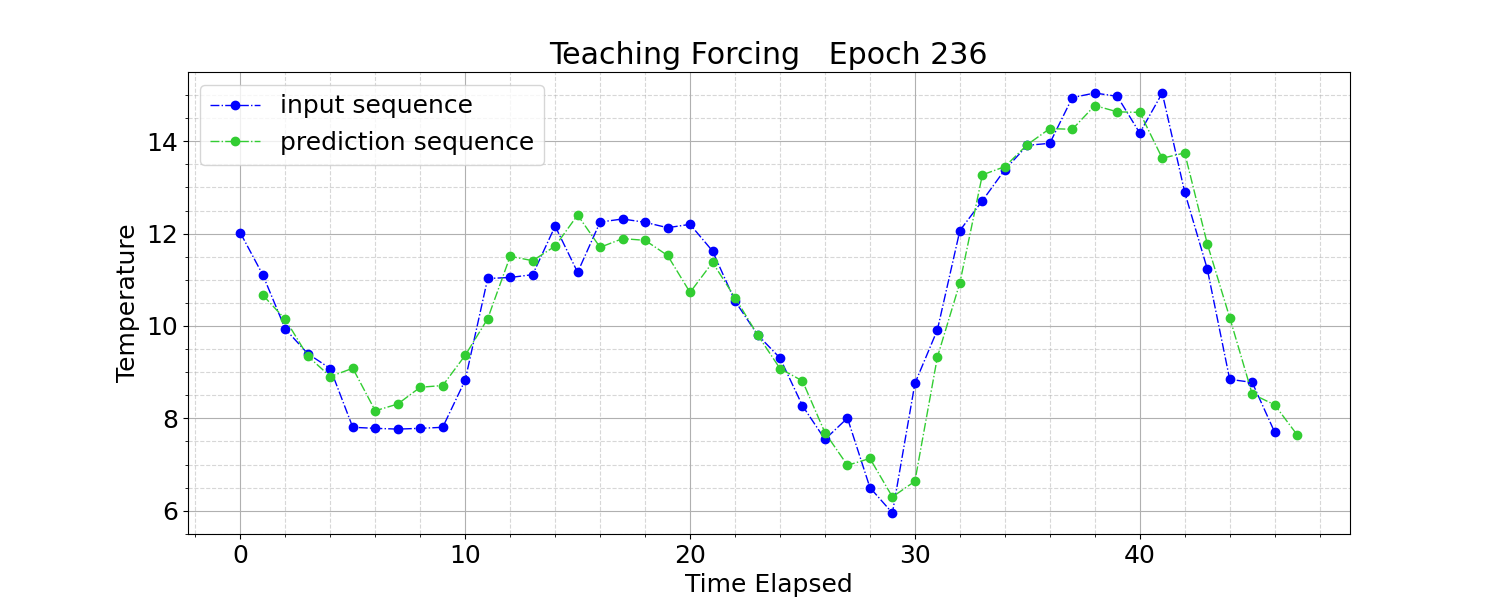 Teaching Forcing   Epoch 236
input sequence
prediction sequence
Temperature
14
12
10
8
6
0 10 20 30 40
Time Elapsed